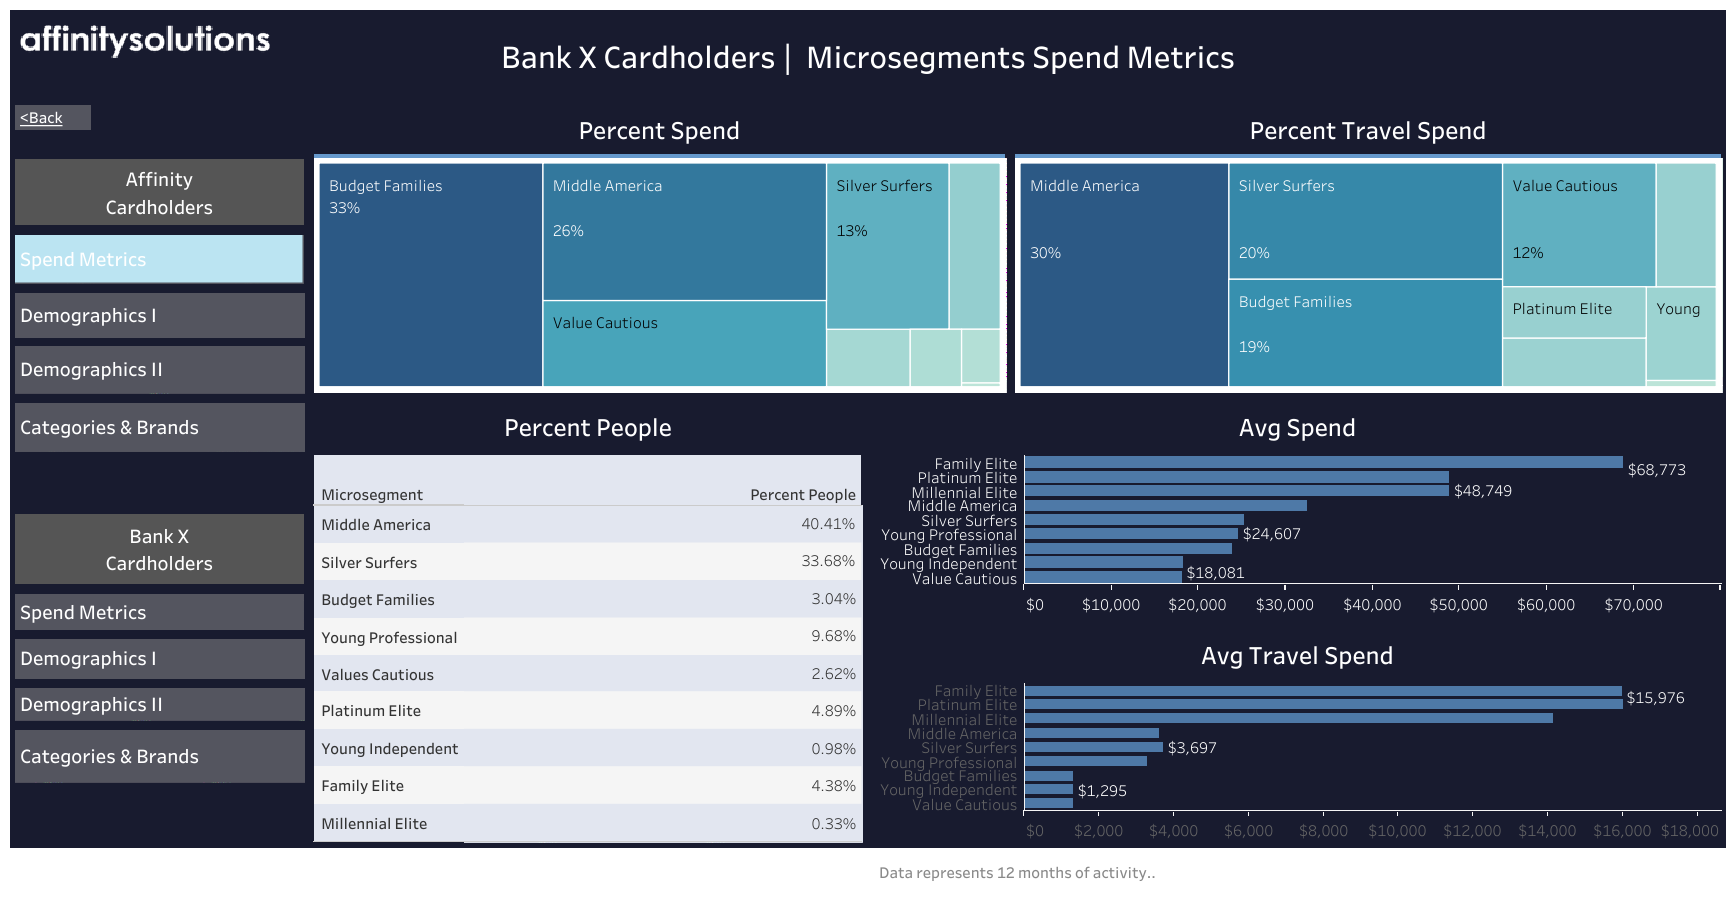 affinitysolutions
Bank X Cardholders | Microsegments Spend Metrics
<Back
Affinity
Cardholders
Spend Metrics
Demographics I
Demographics II
Categories & Brands
Bank X
Cardholders
Spend Metrics
Demographics I
Demographics II
Categories & Brands
Percent Spend
Budget Families
33%
Middle America
26%
Value Cautious
Silver Surfers
13%
Percent Travel Spend
Middle America
30%
Silver Surfers
20%
Budget Families
19%
Value Cautious
12%
Platinum Elite
Young
Percent People
Microsegment Percent People
Middle America 40.41%
Silver Surfers 33.68%
Budget Families 3.04%
Young Professional 9.68%
Values Cautious 2.62%
Platinum Elite 4.89%
Young Independent 0.98%
Family Elite 4.38%
Millennial Elite 0.33%
Avg Spend
Family Elite $68,773
Platinum Elite
Millennial Elite $48,749
Middle America
Silver Surfers
Young Professional $24,607
Budget Families
Young Independent $18,081
Value Cautious
$0 $10,000 $20,000 $30,000 $40,000 $50,000 $60,000 $70,000
Avg Travel Spend
Family Elite $15,976
Platinum Elite
Millennial Elite
Middle America
Silver Surfers $3,697
Young Professional
Budget Families
Young Independent $1,295
Value Cautious
$0 $2,000 $4,000 $6,000 $8,000 $10,000 $12,000 $14,000 $16,000 $18,000
Data represents 12 months of activity..